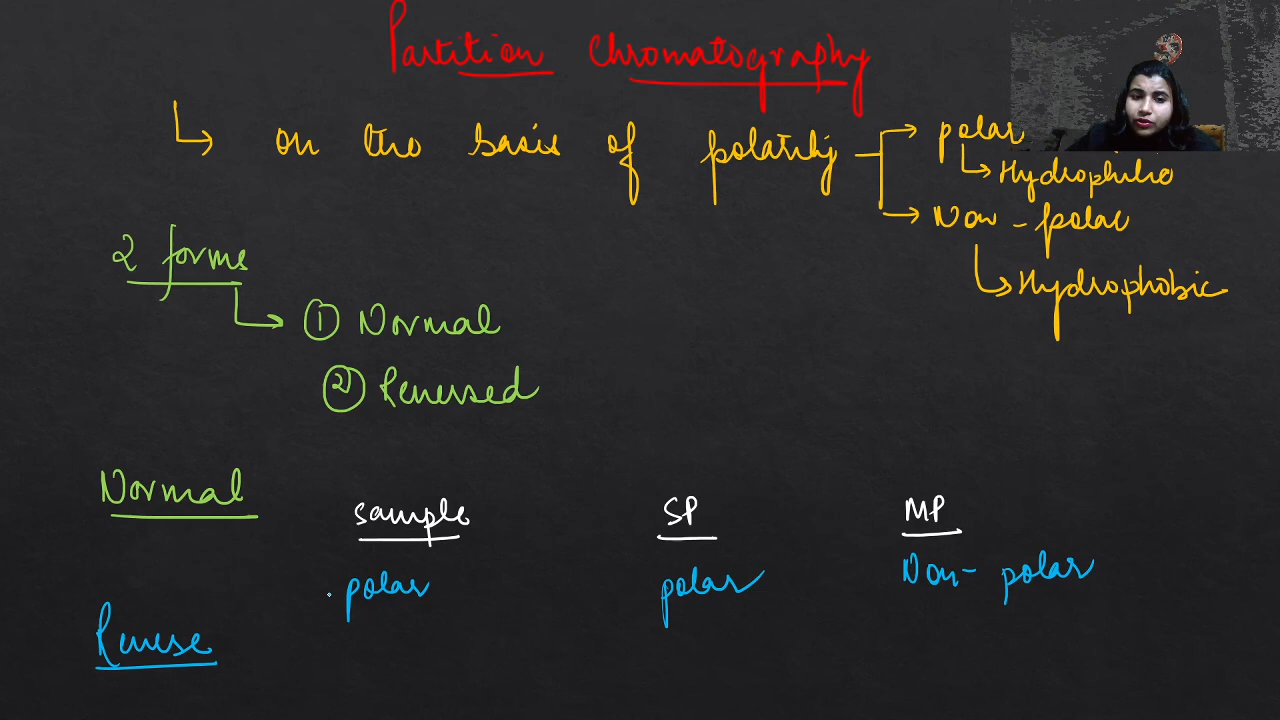 Partition Chromatography
↳ on the basis of polarity → polar
↳ Hydrophilic
→ Non-polar
↳ Hydrophobic
2 forms
↳ ① Normal
② Reversed
Normal
sample SP MP
polar polar Non-polar
Reverse